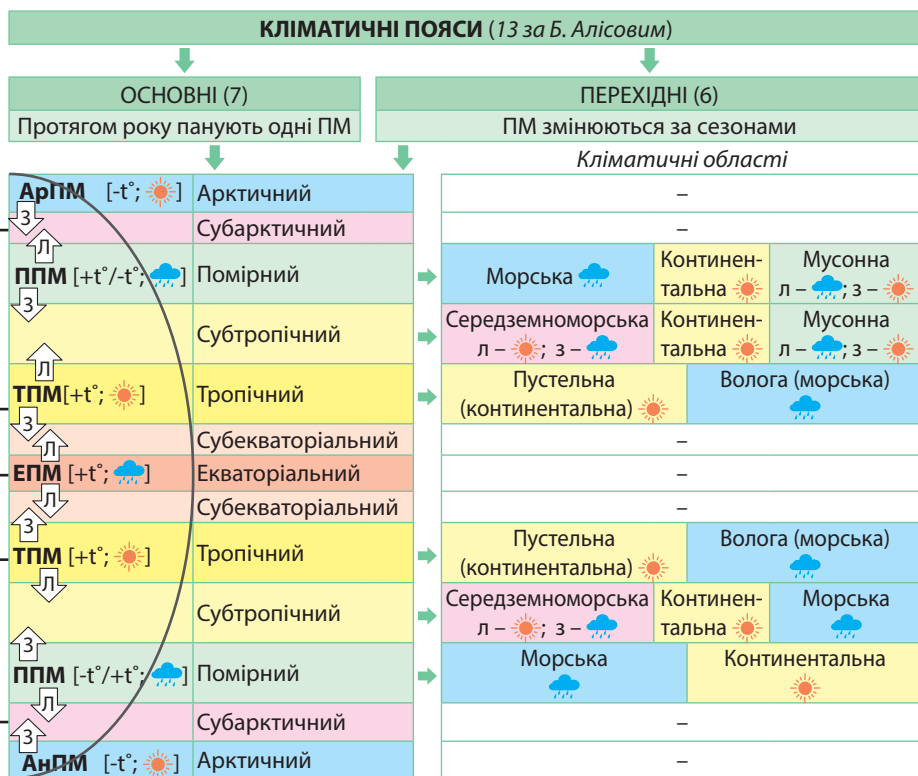 КЛІМАТИЧНІ ПОЯСИ (13 за Б. Алісовим)
ОСНОВНІ (7)
Протягом року панують одні ПМ
ПЕРЕХІДНІ (6)
ПМ змінюються за сезонами
Кліматичні області
АрПМ [-t°; ] Арктичний –
З
Субарктичний –
Л
ППМ [+t°/-t°; ] Помірний
Морська
Континен-
тальна
Мусонна
л – ; з –
З
Субтропічний
Середземноморська
л – ; з –
Континен-
тальна
Мусонна
л – ; з –
Л
ТПМ[+t°; ] Тропічний
Пустельна
(континентальна)
Волога (морська)
З
Субекваторіальний –
Л
ЕПМ [+t°; ] Екваторіальний –
Л
Субекваторіальний –
З
ТПМ [+t°; ] Тропічний
Пустельна
(континентальна)
Волога (морська)
Л
Субтропічний
Середземноморська
л – ; з –
Континен-
тальна
Морська
З
ППМ [-t°/+t°; ] Помірний
Морська
Континентальна
Л
Субарктичний –
З
АнПМ [-t°; ] Арктичний –